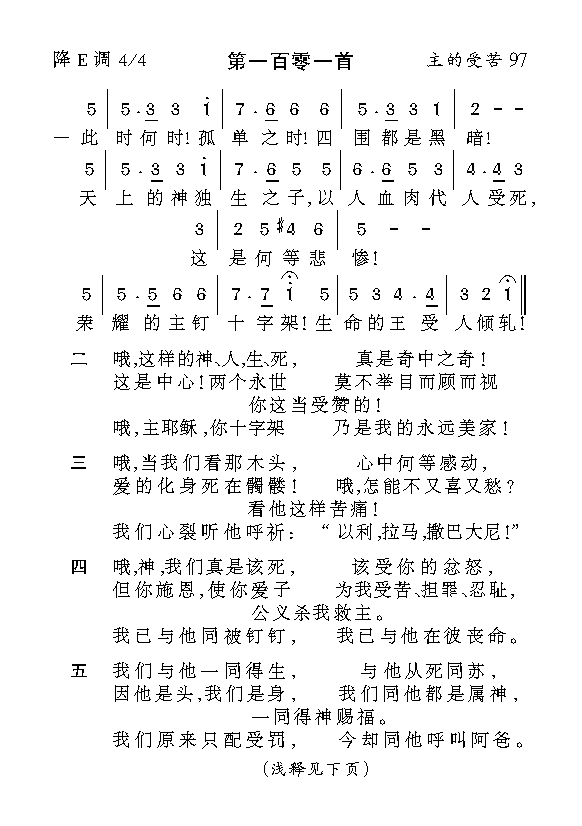 降 E 调 4/4 第一百零一首 主的受苦 97
5 | 5 . 3 3 i | 7 . 6 6 6 | 5 . 3 3 1 | 2 - -
一 此 时何时! 孤 单 之时! 四 围都是黑 暗!
5 | 5 . 3 3 i | 7 . 6 5 5 | 6 . 6 5 3 | 4 . 4 3
天 上 的神独 生 之子, 以 人血肉代 人受死,
3 | 2 5 #4 6 | 5 - -
这 是何等悲 惨!
5 | 5 . 5 6 6 | 7 . 7 i 5 | 5 3 4 . 4 | 3 2 1
荣 耀的主钉 十字架! 生 命的王受 人倾轧!
二 哦,这样的神、人,生、死, 真是奇中之奇!
这是中心! 两个永世 莫不举目而顾而视
你这当受赞的!
哦,主耶稣,你十字架 乃是我的永远美家!
三 哦,当我们看那木头, 心中何等感动,
爱的化身死在髑髅! 哦,怎能不又喜又愁?
看他这样苦痛!
我们心裂听他呼祈: “以利,拉马,撒巴大尼!”
四 哦,神,我们真是该死, 该受你的忿怒,
但你施恩,使你爱子 为我受苦、担罪、忍耻,
公义杀我救主。
我已与他同被钉钉, 我已与他在彼丧命。
五 我们与他一同得生, 与他从死同苏,
因他是头,我们是身, 我们同他都是属神,
一同得神赐福。
我们原来只配受罚, 今却同他呼叫阿爸。
(浅释见下页)